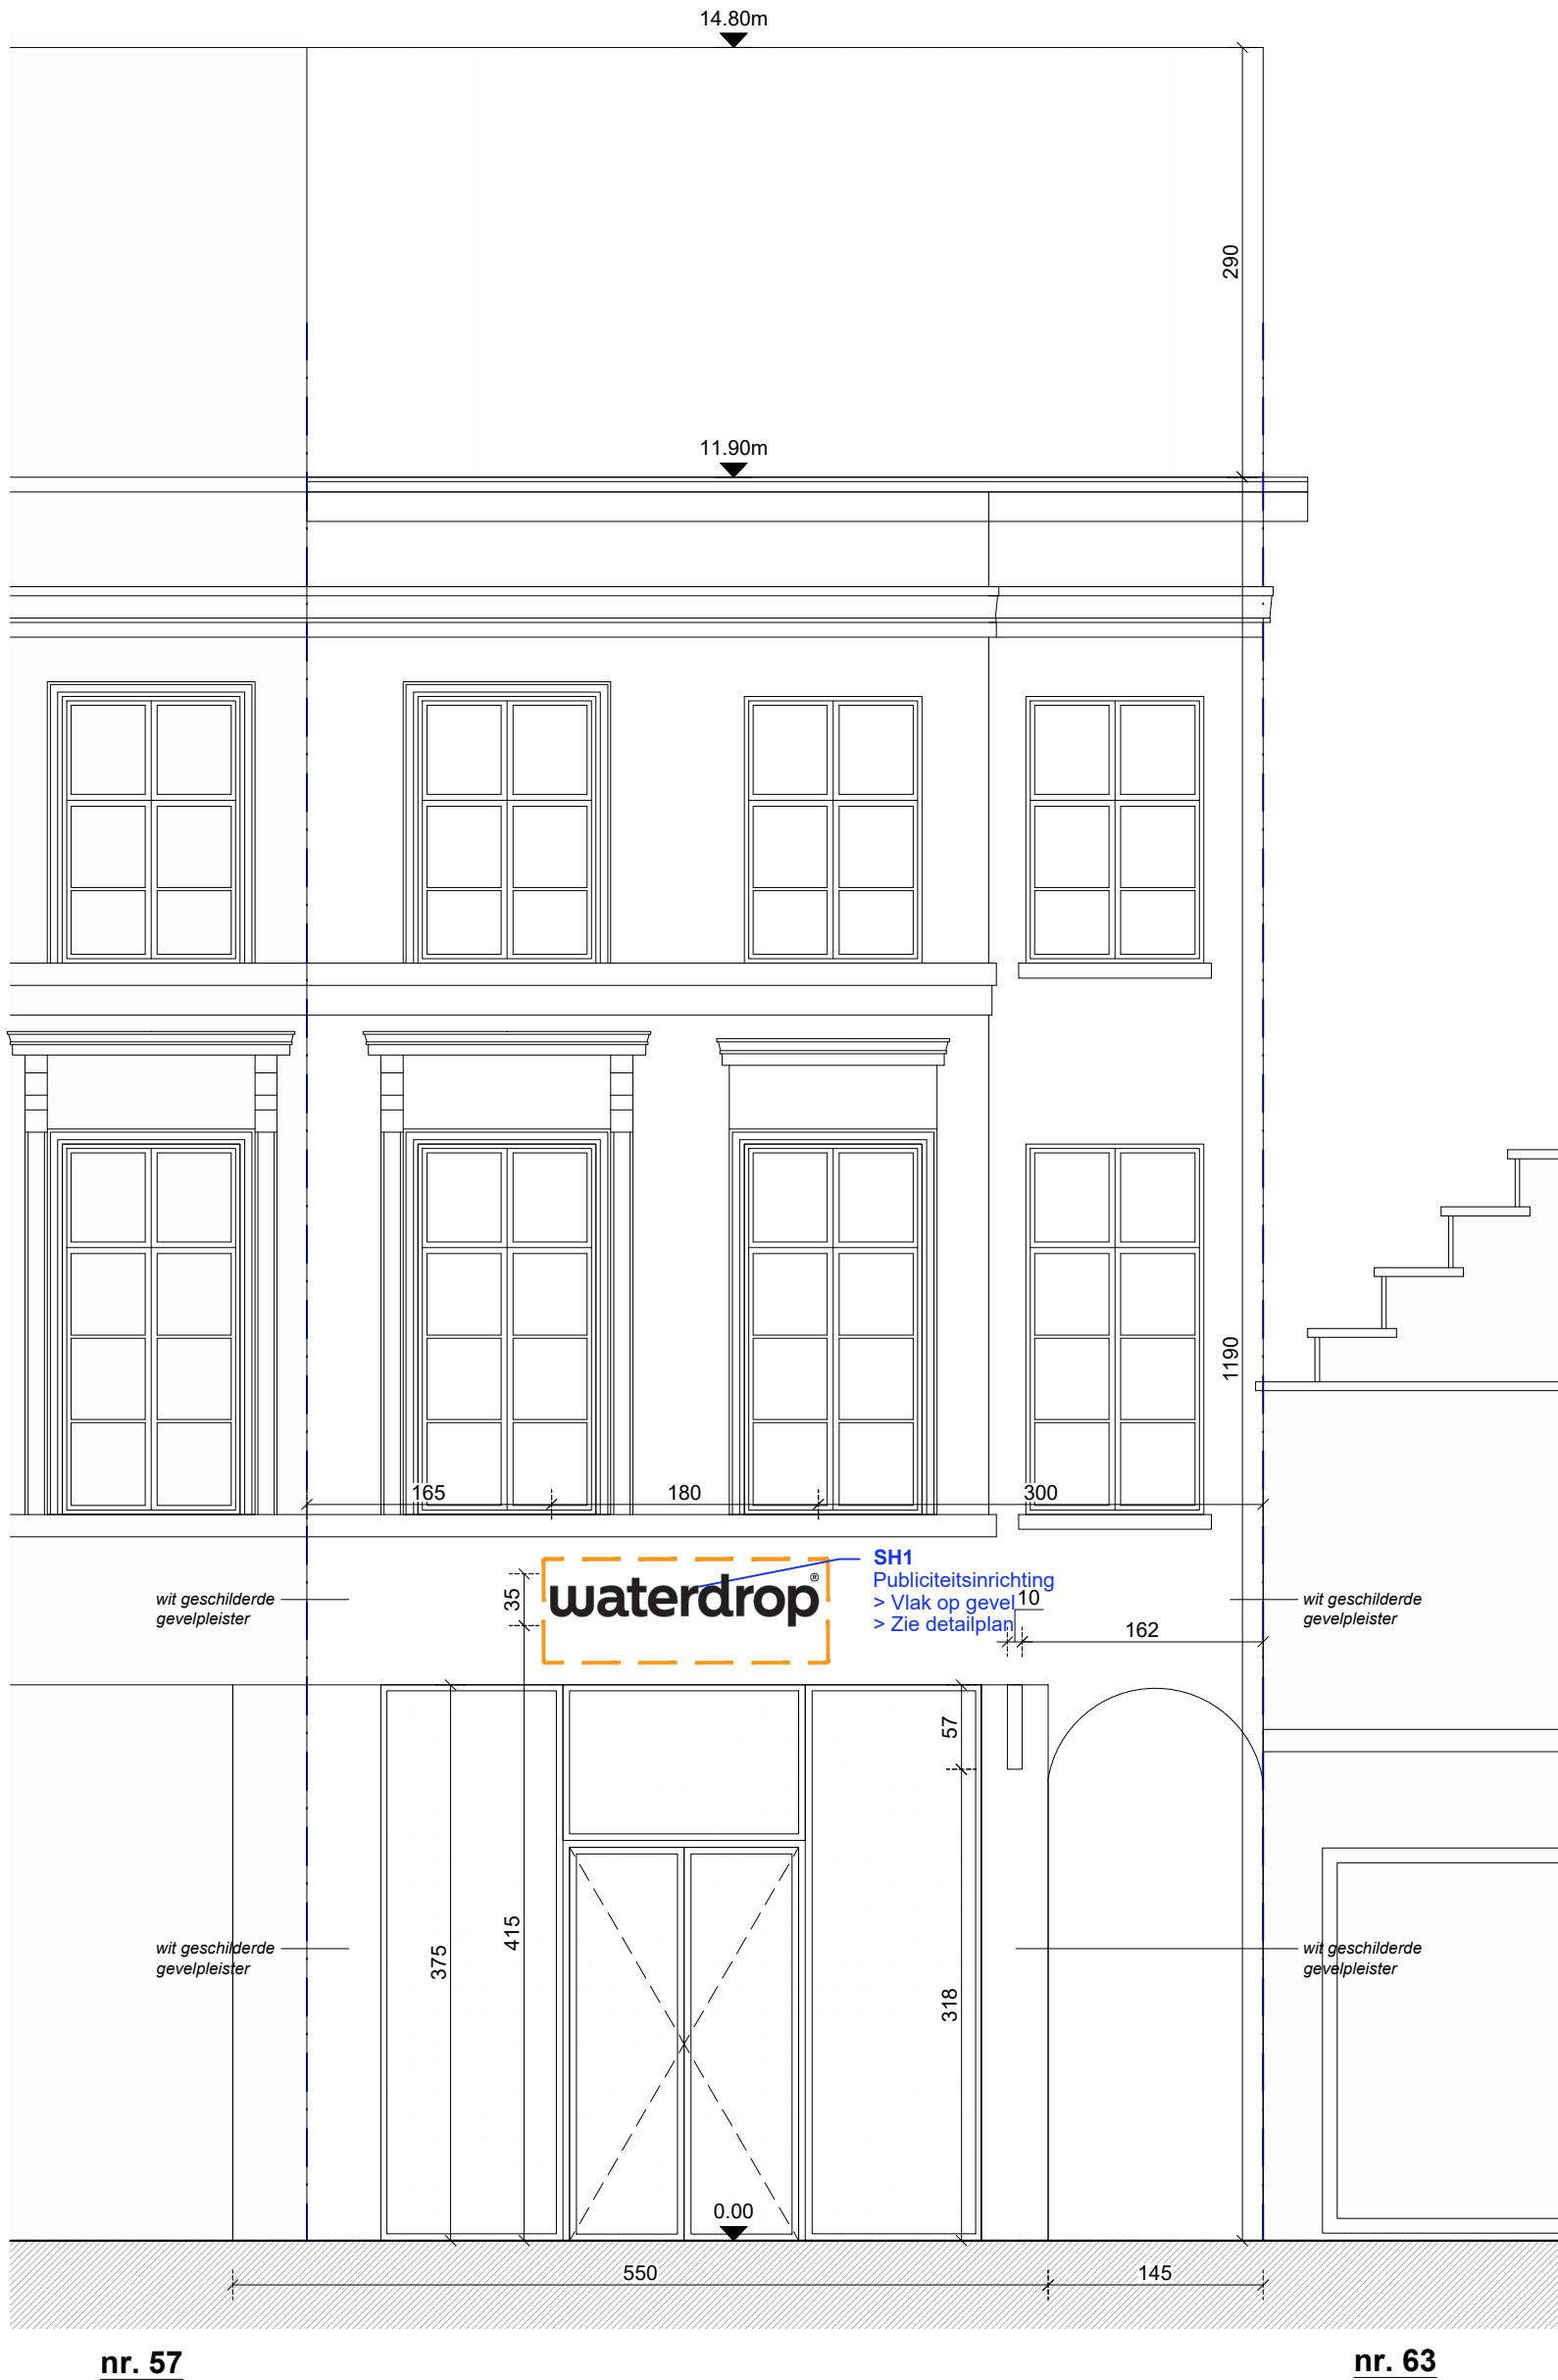 14.80m
290
11.90m
1190
165
180
300
SH1
Publiciteitsinrichting
> Vlak op gevel
> Zie detailplan
35
waterdrop®
10
162
wit geschilderde
gevelpleister
wit geschilderde
gevelpleister
57
375
415
318
wit geschilderde
gevelpleister
wit geschilderde
gevelpleister
0.00
550
145
nr. 57
nr. 63